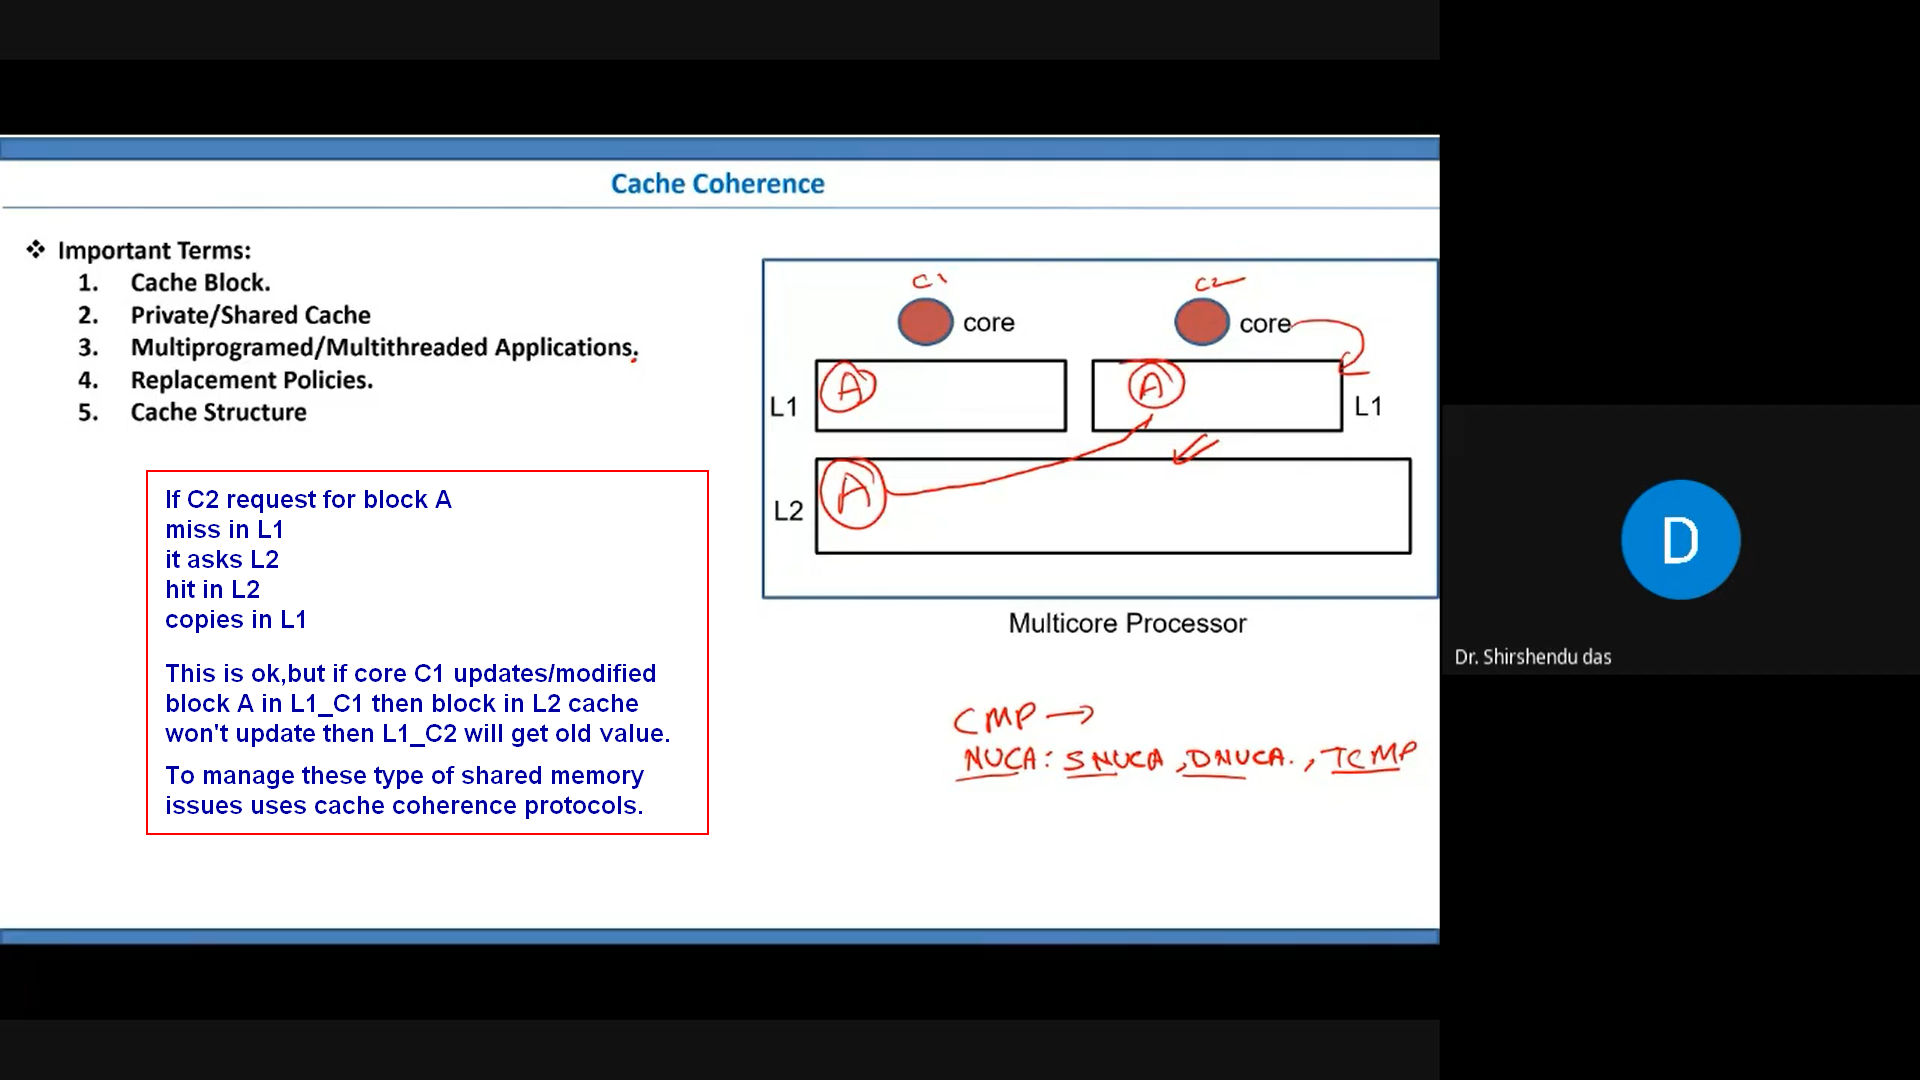 Cache Coherence
❖ Important Terms:
1. Cache Block.
2. Private/Shared Cache
3. Multiprogramed/Multithreaded Applications.
4. Replacement Policies.
5. Cache Structure
If C2 request for block A
miss in L1
it asks L2
hit in L2
copies in L1
This is ok,but if core C1 updates/modified
block A in L1_C1 then block in L2 cache
won't update then L1_C2 will get old value.
To manage these type of shared memory
issues uses cache coherence protocols.
C1 C2
core core
A A
L1 L1
A
L2
Multicore Processor
CMP →
NUCA: SNUCA, DNUCA., TCMP
D
Dr. Shirshendu das